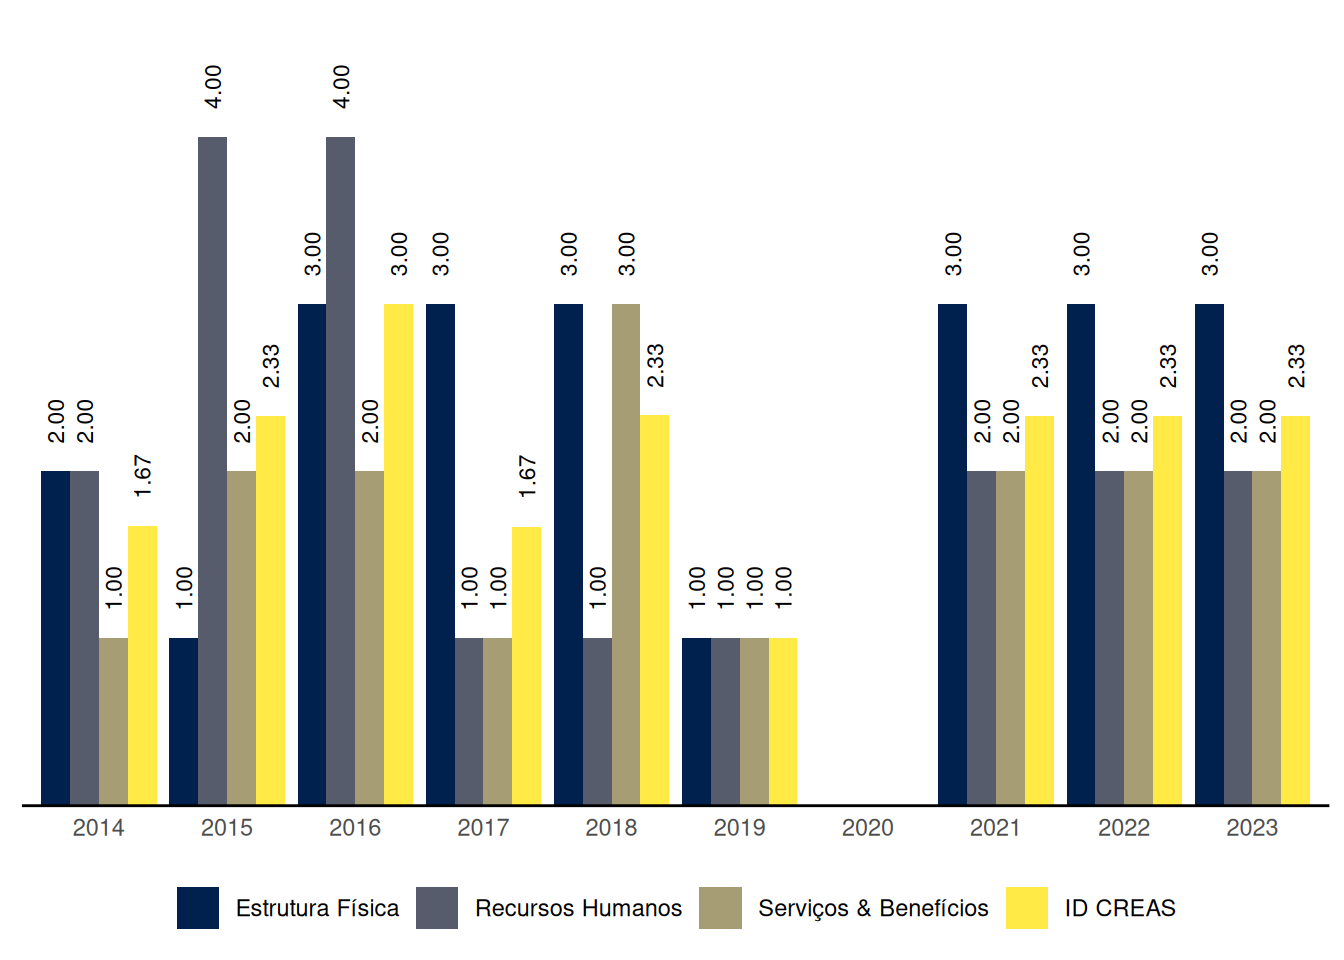 4.00 4.00
3.00 3.00 3.00 3.00 3.00 3.00 3.00 3.00
2.33 2.33 2.33 2.33 2.33
2.00 2.00 2.00 2.00 2.00 2.00 2.00 2.00 2.00 2.00
1.67 1.67
1.00 1.00 1.00 1.00 1.00 1.00 1.00 1.00 1.00
2014 2015 2016 2017 2018 2019 2020 2021 2022 2023
Estrutura Física Recursos Humanos Serviços & Benefícios ID CREAS